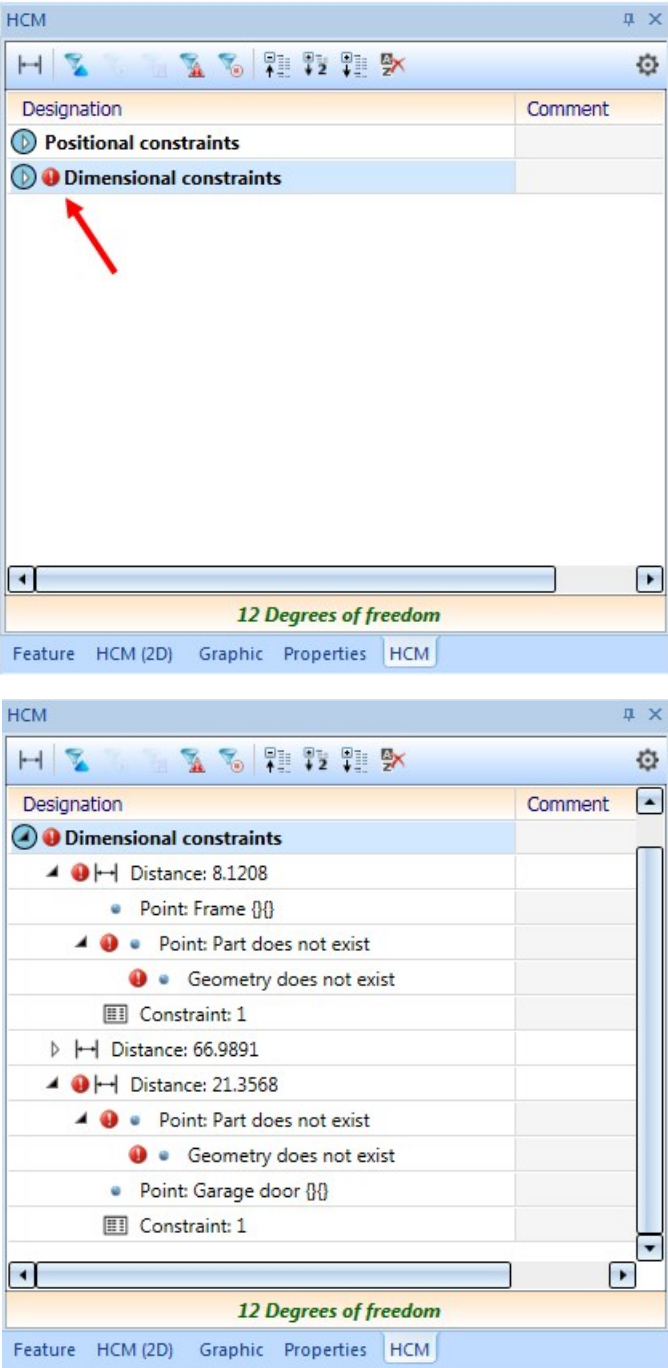 HCM
Designation Comment
Positional constraints
Dimensional constraints
12 Degrees of freedom
Feature HCM (2D) Graphic Properties HCM
HCM
Designation Comment
Dimensional constraints
Distance: 8.1208
Point: Frame {}{}
Point: Part does not exist
Geometry does not exist
Constraint: 1
Distance: 66.9891
Distance: 21.3568
Point: Part does not exist
Geometry does not exist
Point: Garage door {}{}
Constraint: 1
12 Degrees of freedom
Feature HCM (2D) Graphic Properties HCM